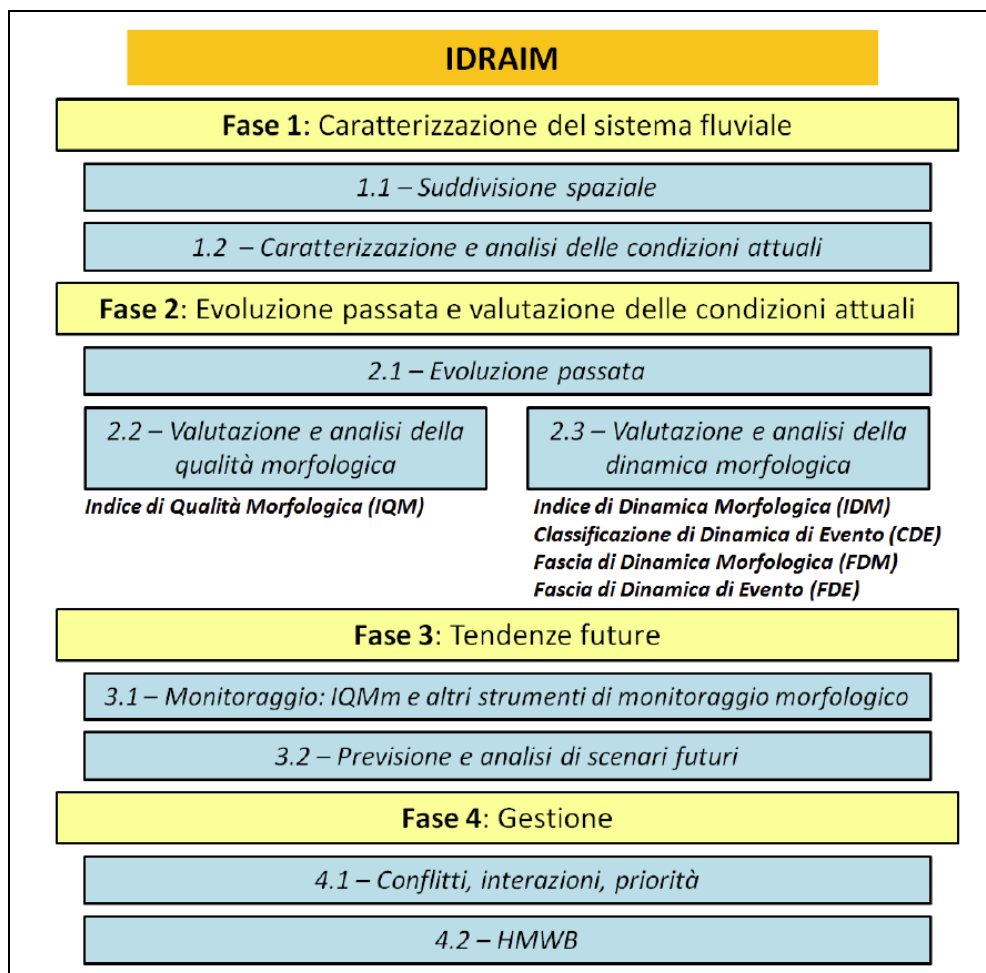 IDRAIM
Fase 1: Caratterizzazione del sistema fluviale
1.1 – Suddivisione spaziale
1.2 – Caratterizzazione e analisi delle condizioni attuali
Fase 2: Evoluzione passata e valutazione delle condizioni attuali
2.1 – Evoluzione passata
2.2 – Valutazione e analisi della
qualità morfologica
Indice di Qualità Morfologica (IQM)
2.3 – Valutazione e analisi della
dinamica morfologica
Indice di Dinamica Morfologica (IDM)
Classificazione di Dinamica di Evento (CDE)
Fascia di Dinamica Morfologica (FDM)
Fascia di Dinamica di Evento (FDE)
Fase 3: Tendenze future
3.1 – Monitoraggio: IQMm e altri strumenti di monitoraggio morfologico
3.2 – Previsione e analisi di scenari futuri
Fase 4: Gestione
4.1 – Conflitti, interazioni, priorità
4.2 – HMWB